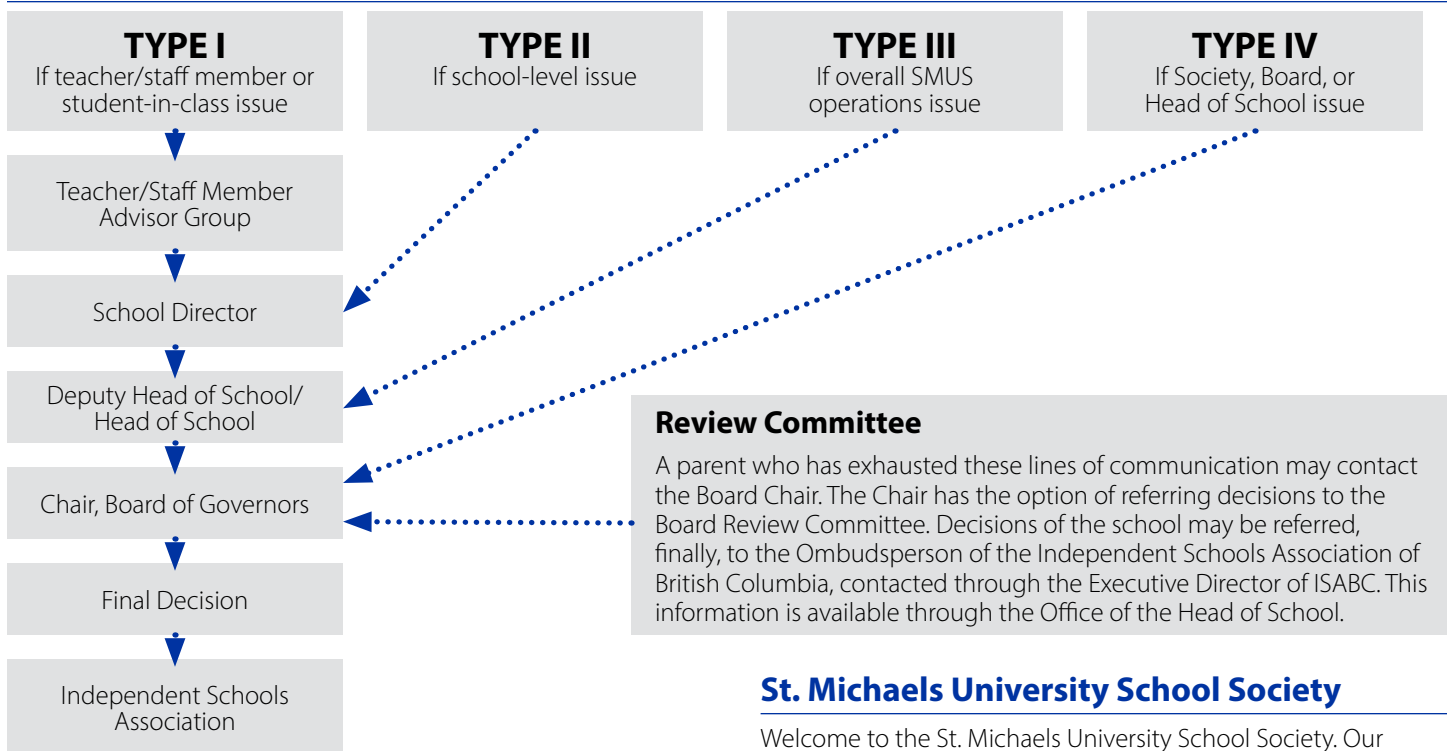 TYPE I
If teacher/staff member or
student-in-class issue
TYPE II
If school-level issue
TYPE III
If overall SMUS
operations issue
TYPE IV
If Society, Board, or
Head of School issue
Teacher/Staff Member
Advisor Group
School Director
Deputy Head of School/
Head of School
Chair, Board of Governors
Final Decision
Independent Schools
Association
Review Committee
A parent who has exhausted these lines of communication may contact
the Board Chair. The Chair has the option of referring decisions to the
Board Review Committee. Decisions of the school may be referred,
finally, to the Ombudsperson of the Independent Schools Association of
British Columbia, contacted through the Executive Director of ISABC. This
information is available through the Office of the Head of School.
St. Michaels University School Society
Welcome to the St. Michaels University School Society. Our